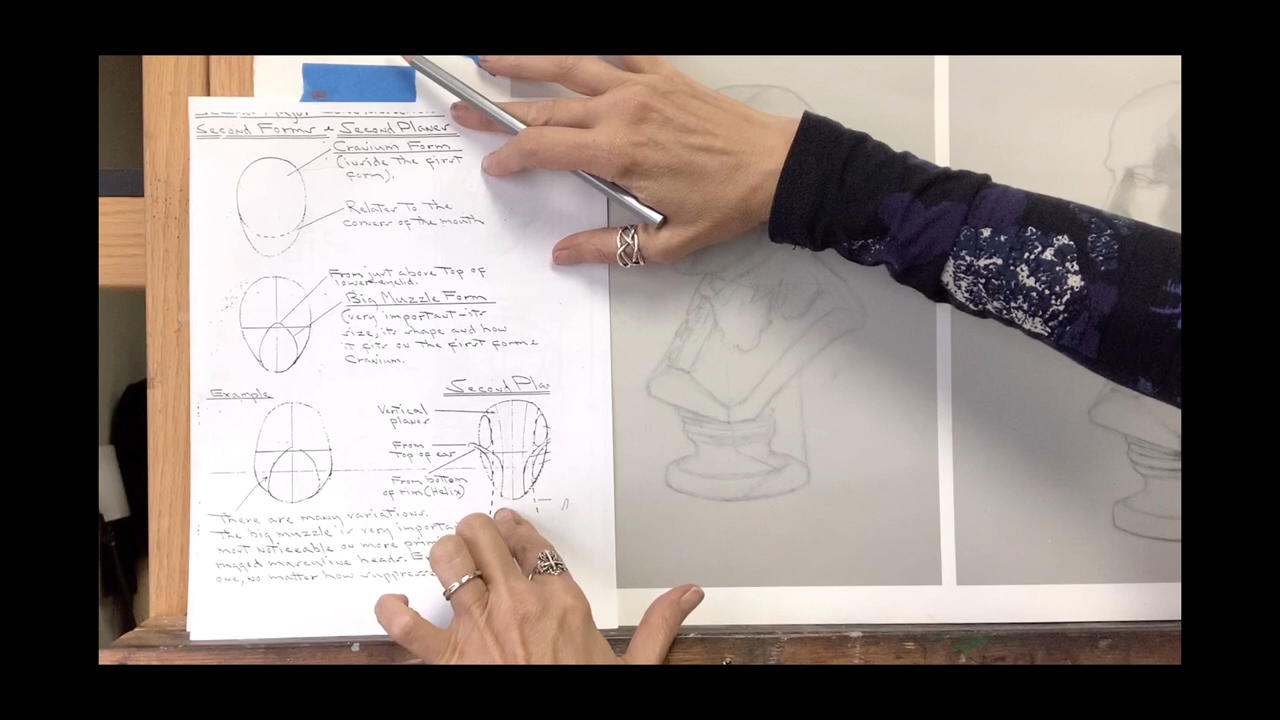 Second Forms & Second Planes
Cranium Form
(inside the first
form).
Relates to the
corners of the mouth
From just above Top of
lower eyelid.
Big Muzzle Form
(very important - its
size, its shape and how
it fits on the first form &
Cranium.
Example
Second Pla
Vertical
planes
From
Top of ear
From bottom
of rim (Helix)
There are many variations.
The big muzzle is very importa
most noticeable on more prim
rugged masculine heads. Ev
one, no matter how suppresse